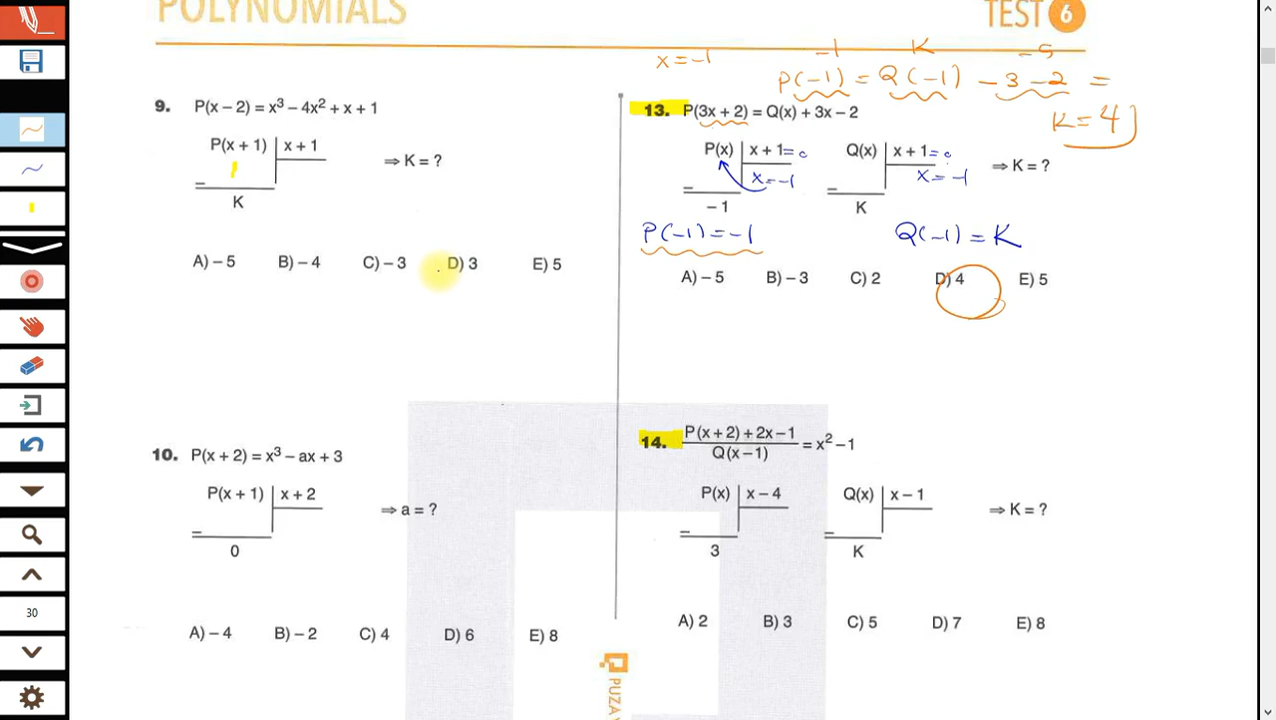 POLYNOMIALS
TEST 6
9. P(x – 2) = x³ – 4x² + x + 1
P(x + 1) | x + 1
⇒ K = ?
K
A) – 5 B) – 4 C) – 3 D) 3 E) 5
10. P(x + 2) = x³ – ax + 3
P(x + 1) | x + 2
⇒ a = ?
0
A) – 4 B) – 2 C) 4 D) 6 E) 8
x = -1
-1 K -5
P(-1) = Q(-1) - 3 - 2 =
K = 4
13. P(3x + 2) = Q(x) + 3x – 2
P(x) | x + 1 = 0 Q(x) | x + 1 = 0
x = -1 x = -1 ⇒ K = ?
– 1 K
P(-1) = -1 Q(-1) = K
A) – 5 B) – 3 C) 2 D) 4 E) 5
14. P(x + 2) + 2x – 1
Q(x – 1)
= x² – 1
P(x) | x – 4 Q(x) | x – 1
⇒ K = ?
3 K
A) 2 B) 3 C) 5 D) 7 E) 8
30